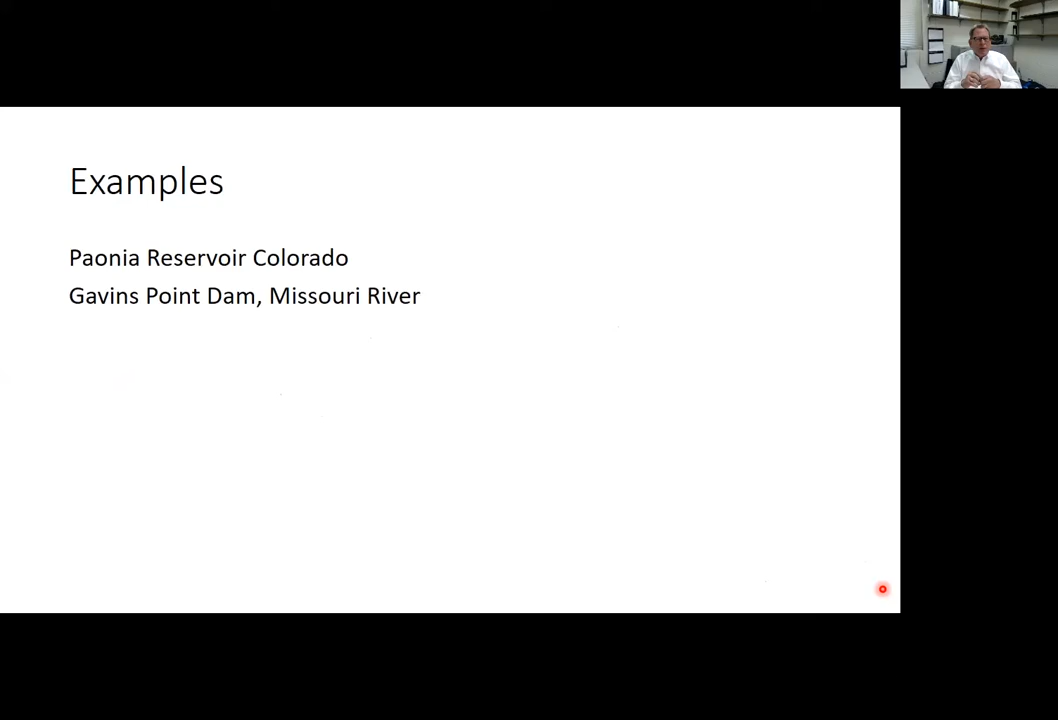 Examples
Paonia Reservoir Colorado
Gavins Point Dam, Missouri River